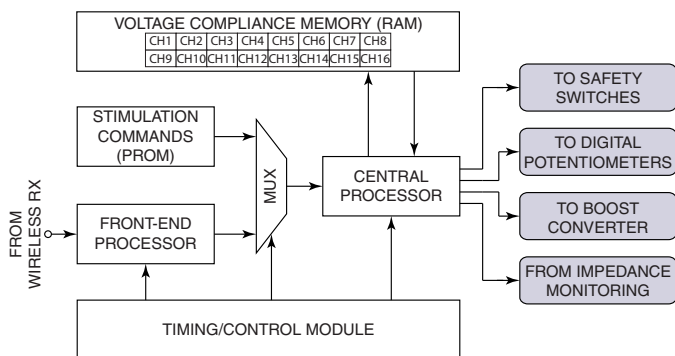 VOLTAGE COMPLIANCE MEMORY (RAM)
CH1 CH2 CH3 CH4 CH5 CH6 CH7 CH8
CH9 CH10 CH11 CH12 CH13 CH14 CH15 CH16
STIMULATION
COMMANDS
(PROM)
FROM
WIRELESS RX
FRONT-END
PROCESSOR
MUX
CENTRAL
PROCESSOR
TO SAFETY
SWITCHES
TO DIGITAL
POTENTIOMETERS
TO BOOST
CONVERTER
FROM IMPEDANCE
MONITORING
TIMING/CONTROL MODULE